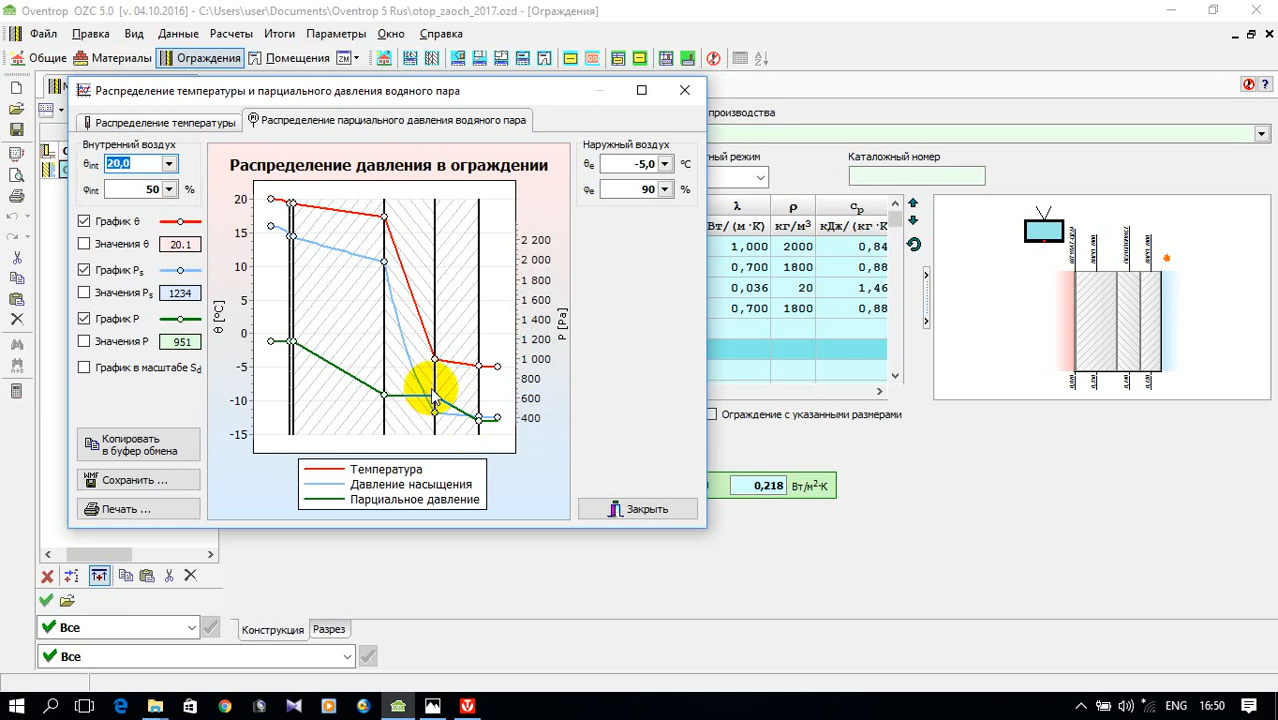 Oventrop OZC 5.0 [v. 04.10.2016] - C:\Users\user\Documents\Oventrop 5 Rus\otop_zaoch_2017.ozd - [Ограждения]
Файл Правка Вид Данные Расчеты Итоги Параметры Окно Справка
Общие Материалы Ограждения Помещения
Распределение температуры и парциального давления водяного пара
Распределение температуры
Распределение парциального давления водяного пара
производства
Внутренний воздух
θint 20,0
φint 50 %
График θ
Значения θ 20.1
График Ps
Значения Ps 1234
График P
Значения P 951
График в масштабе Sd
Копировать
в буфер обмена
WMF Сохранить ...
Печать ...
Распределение давления в ограждении
20
15
10
5
0
-5
-10
-15
θ [°C]
2 200
2 000
1 800
1 600
1 400
1 200
1 000
800
600
400
P [Pa]
Температура
Давление насыщения
Парциальное давление
Наружный воздух
θe -5,0 °C
φe 90 %
Закрыть
ный режим
Каталожный номер
λ ρ cp
Вт/(м·К) кг/м³ кДж/(кг·К
1,000 2000 0,84
0,700 1800 0,88
0,036 20 1,46
0,700 1800 0,88
Ограждение с указанными размерами
0,218 Вт/м²·К
Все
Все
Конструкция Разрез
ENG 16:50